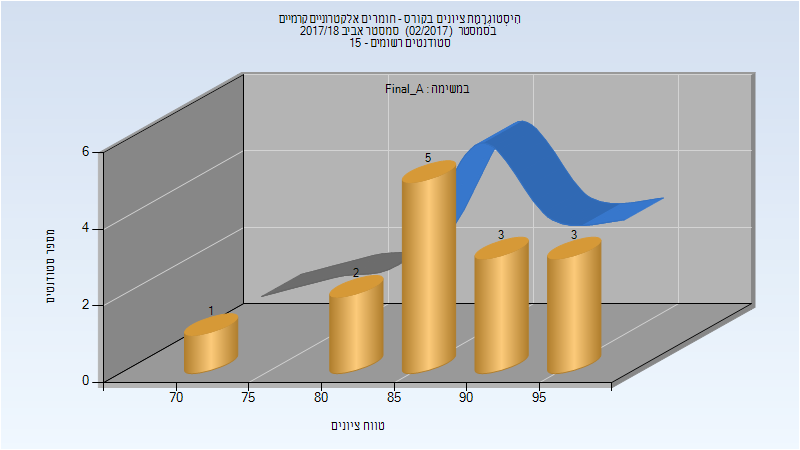 היסטוגרמת ציונים בקורס - חומרים אלקטרוניים קרמיים
בסמסטר (02/2017) סמסטר אביב 2017/18
סטודנטים רשומים - 15
במשימה : Final_A
מספר סטודנטים
6
4
2
0
1
2
5
3
3
70
75
80
85
90
95
טווח ציונים